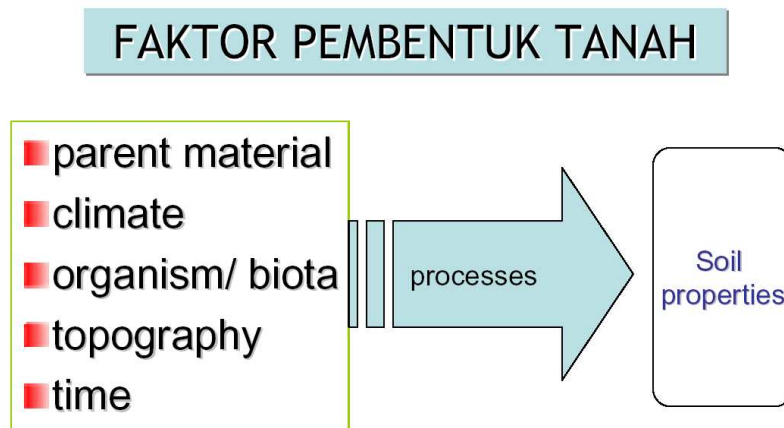 FAKTOR PEMBENTUK TANAH
parent material
climate
organism/ biota
topography
time
processes
Soil
properties